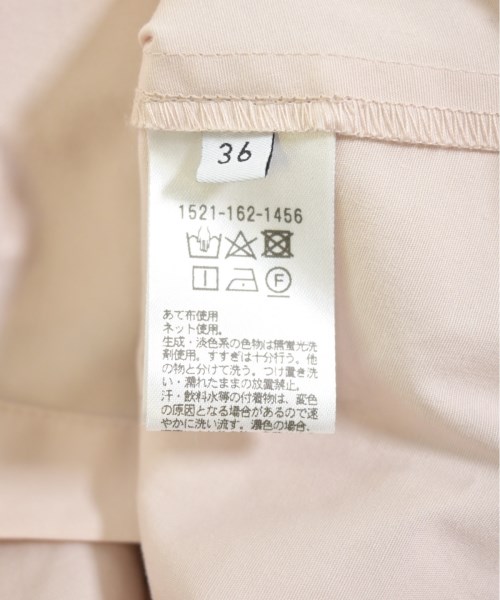 36
1521-162-1456
F
あて布使用
ネット使用。
生成・淡色系の色物は無蛍光洗
剤使用。すすぎは十分行う。他
の物と分けて洗う。つけ置き洗
い・濡れたままの放置禁止。
汗・飲料水等の付着物は、変色
の原因となる場合があるので速
やかに洗い流す。濃色の場合、